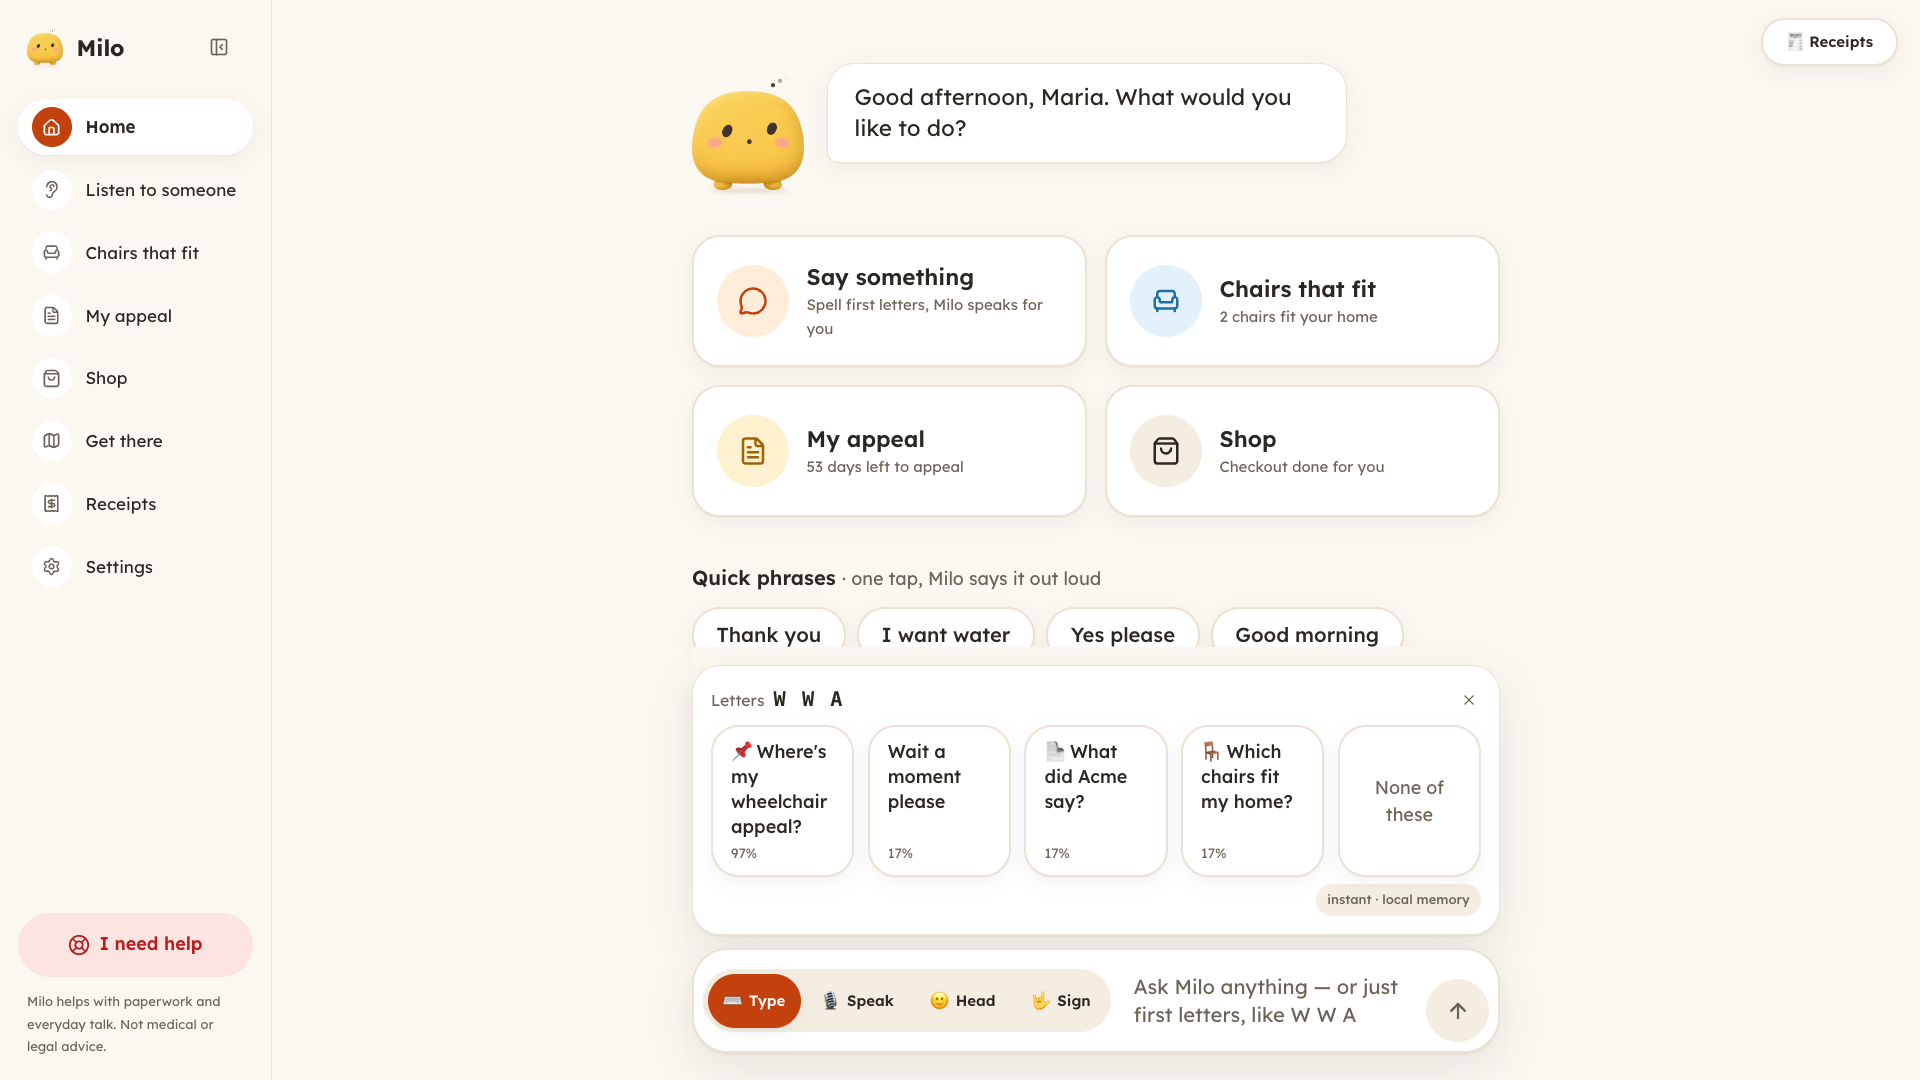 Milo
Home
Listen to someone
Chairs that fit
My appeal
Shop
Get there
Receipts
Settings
I need help
Milo helps with paperwork and
everyday talk. Not medical or
legal advice.
Receipts
Good afternoon, Maria. What would you
like to do?
Say something
Spell first letters, Milo speaks for
you
Chairs that fit
2 chairs fit your home
My appeal
53 days left to appeal
Shop
Checkout done for you
Quick phrases · one tap, Milo says it out loud
Thank you
I want water
Yes please
Good morning
Letters W W A
📌 Where's
my
wheelchair
appeal?
97%
Wait a
moment
please
17%
What
did Acme
say?
17%
🪑 Which
chairs fit
my home?
17%
None of
these
instant · local memory
Type
Speak
Head
Sign
Ask Milo anything — or just
first letters, like W W A